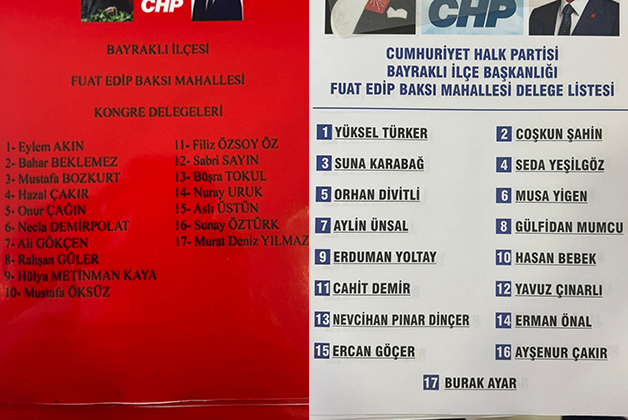 CHP
BAYRAKLI İLÇESİ
FUAT EDİP BAKSI MAHALLESİ
KONGRE DELEGELERİ
1- Eylem AKIN
2- Bahar BEKLEMEZ
3- Mustafa BOZKURT
4- Hazal ÇAKIR
5- Onur ÇAĞIN
6- Necla DEMİRPOLAT
7- Ali GÖKÇEN
8- Rahşan GÜLER
9- Hülya METİNMAN KAYA
10- Mustafa ÖKSÜZ
11- Filiz ÖZSOY ÖZ
12- Sabri SAYIN
13- Büşra TOKUL
14- Nuray URUK
15- Aslı ÜSTÜN
16- Sunay ÖZTÜRK
17- Murat Deniz YILMAZ
CHP
CUMHURİYET HALK PARTİSİ
BAYRAKLI İLÇE BAŞKANLIĞI
FUAT EDİP BAKSI MAHALLESİ DELEGE LİSTESİ
1 YÜKSEL TÜRKER
2 COŞKUN ŞAHİN
3 SUNA KARABAĞ
4 SEDA YEŞİLGÖZ
5 ORHAN DİVİTLİ
6 MUSA YİGEN
7 AYLİN ÜNSAL
8 GÜLFİDAN MUMCU
9 ERDUMAN YOLTAY
10 HASAN BEBEK
11 CAHİT DEMİR
12 YAVUZ ÇINARLI
13 NEVCİHAN PINAR DİNÇER
14 ERMAN ÖNAL
15 ERCAN GÖÇER
16 AYŞENUR ÇAKIR
17 BURAK AYAR